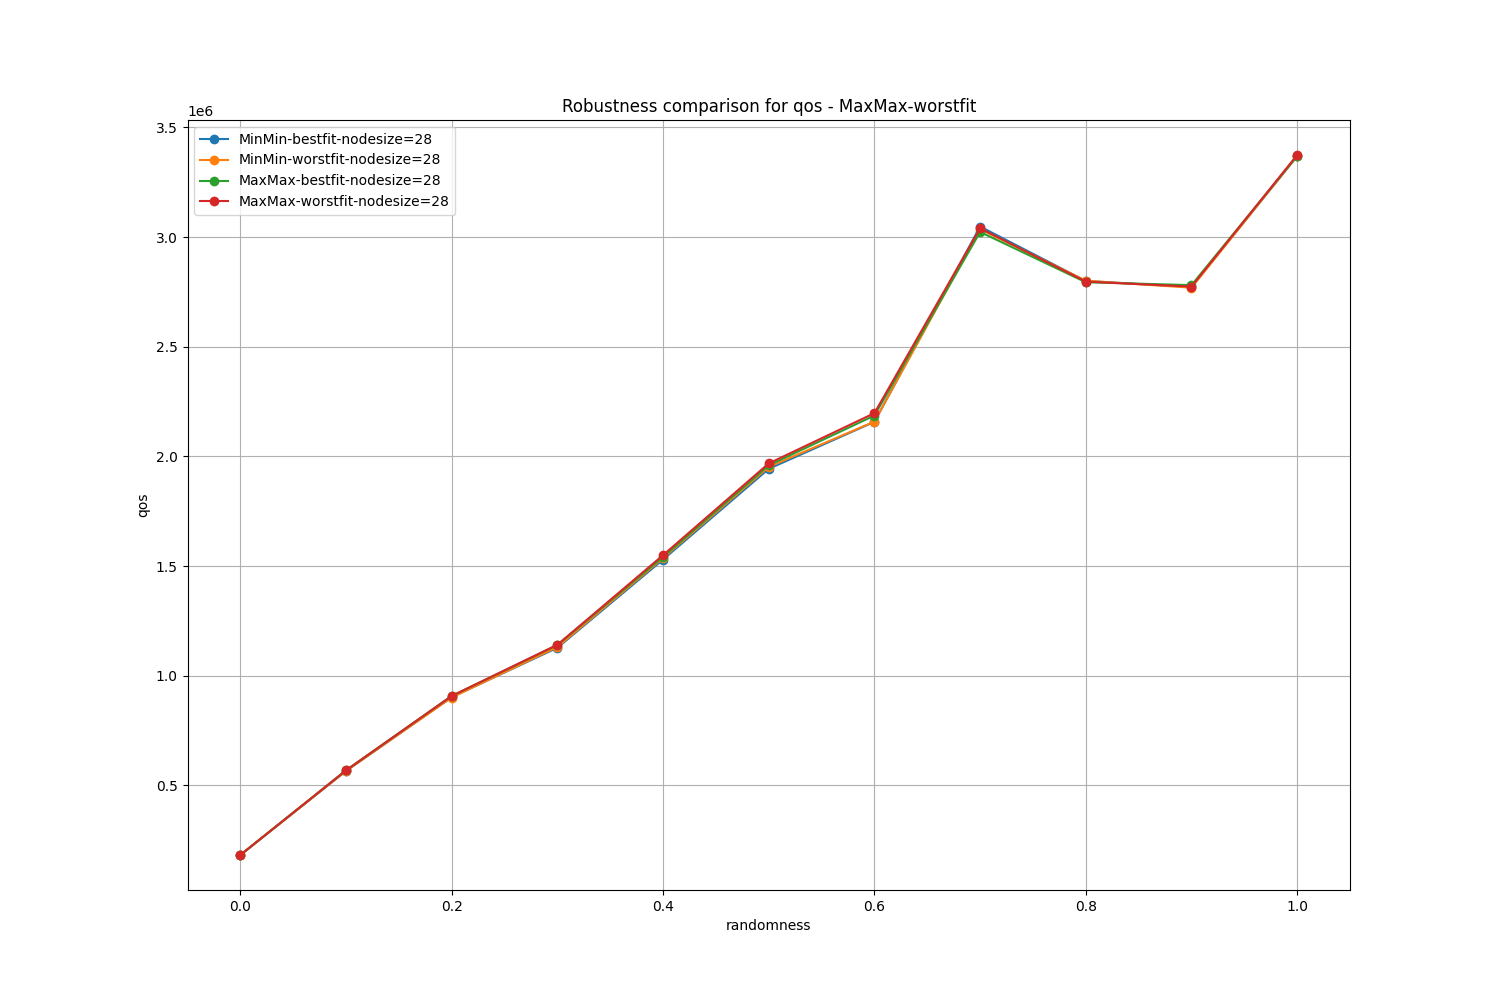 Robustness comparison for qos - MaxMax-worstfit
1e6
MinMin-bestfit-nodesize=28
MinMin-worstfit-nodesize=28
MaxMax-bestfit-nodesize=28
MaxMax-worstfit-nodesize=28
3.5
3.0
2.5
2.0
1.5
1.0
0.5
qos
0.0 0.2 0.4 0.6 0.8 1.0
randomness